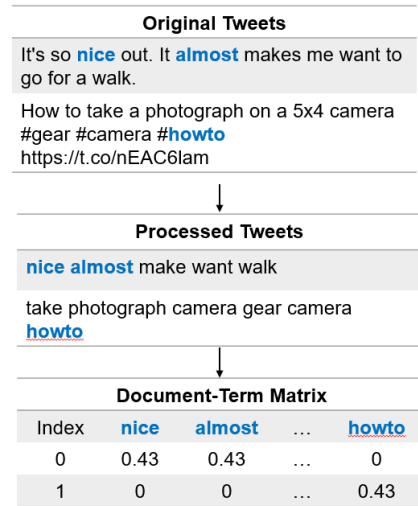 Original Tweets
It's so nice out. It almost makes me want to
go for a walk.
How to take a photograph on a 5x4 camera
#gear #camera #howto
https://t.co/nEAC6lam
Processed Tweets
nice almost make want walk
take photograph camera gear camera
howto
Document-Term Matrix
Index nice almost … howto
0 0.43 0.43 … 0
1 0 0 … 0.43